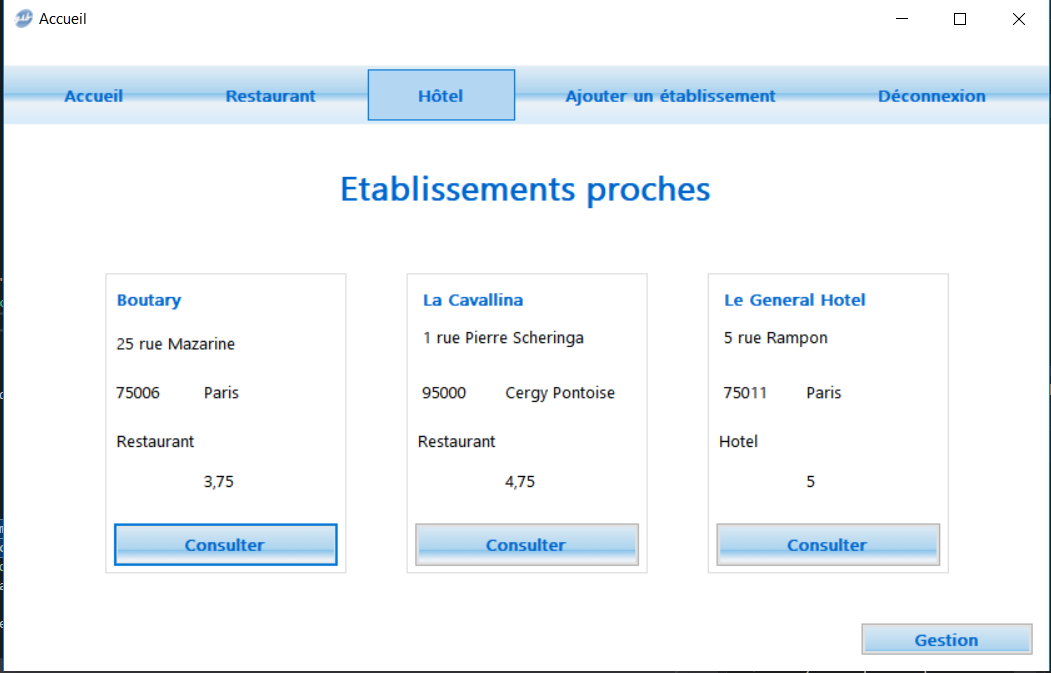 Accueil
Accueil Restaurant Hôtel Ajouter un établissement Déconnexion
Etablissements proches
Boutary
25 rue Mazarine
75006 Paris
Restaurant
3,75
Consulter
La Cavallina
1 rue Pierre Scheringa
95000 Cergy Pontoise
Restaurant
4,75
Consulter
Le General Hotel
5 rue Rampon
75011 Paris
Hotel
5
Consulter
Gestion